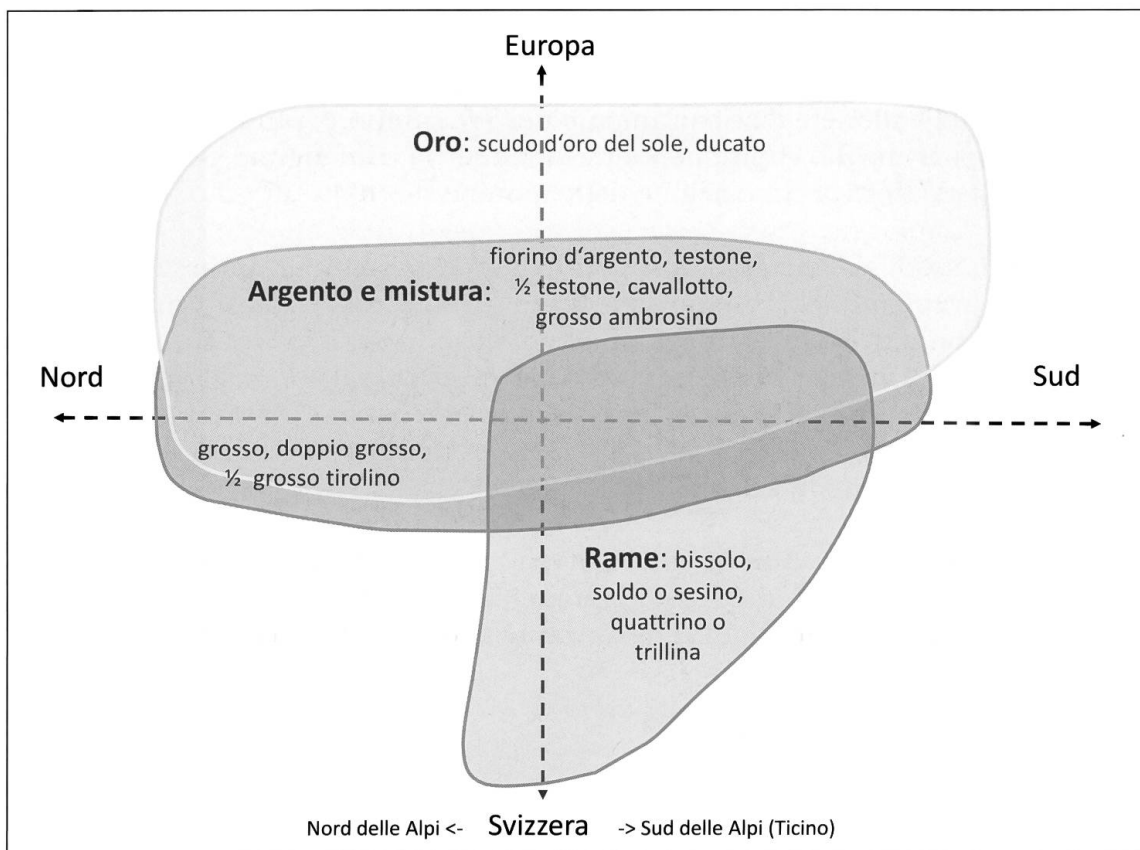 Europa
Oro: scudo d'oro del sole, ducato
fiorino d'argento, testone,
Argento e mistura: ½ testone, cavallotto,
grosso ambrosino
Nord
Sud
grosso, doppio grosso,
½ grosso tirolino
Rame: bissolo,
soldo o sesino,
quattrino o
trillina
Nord delle Alpi <- Svizzera -> Sud delle Alpi (Ticino)